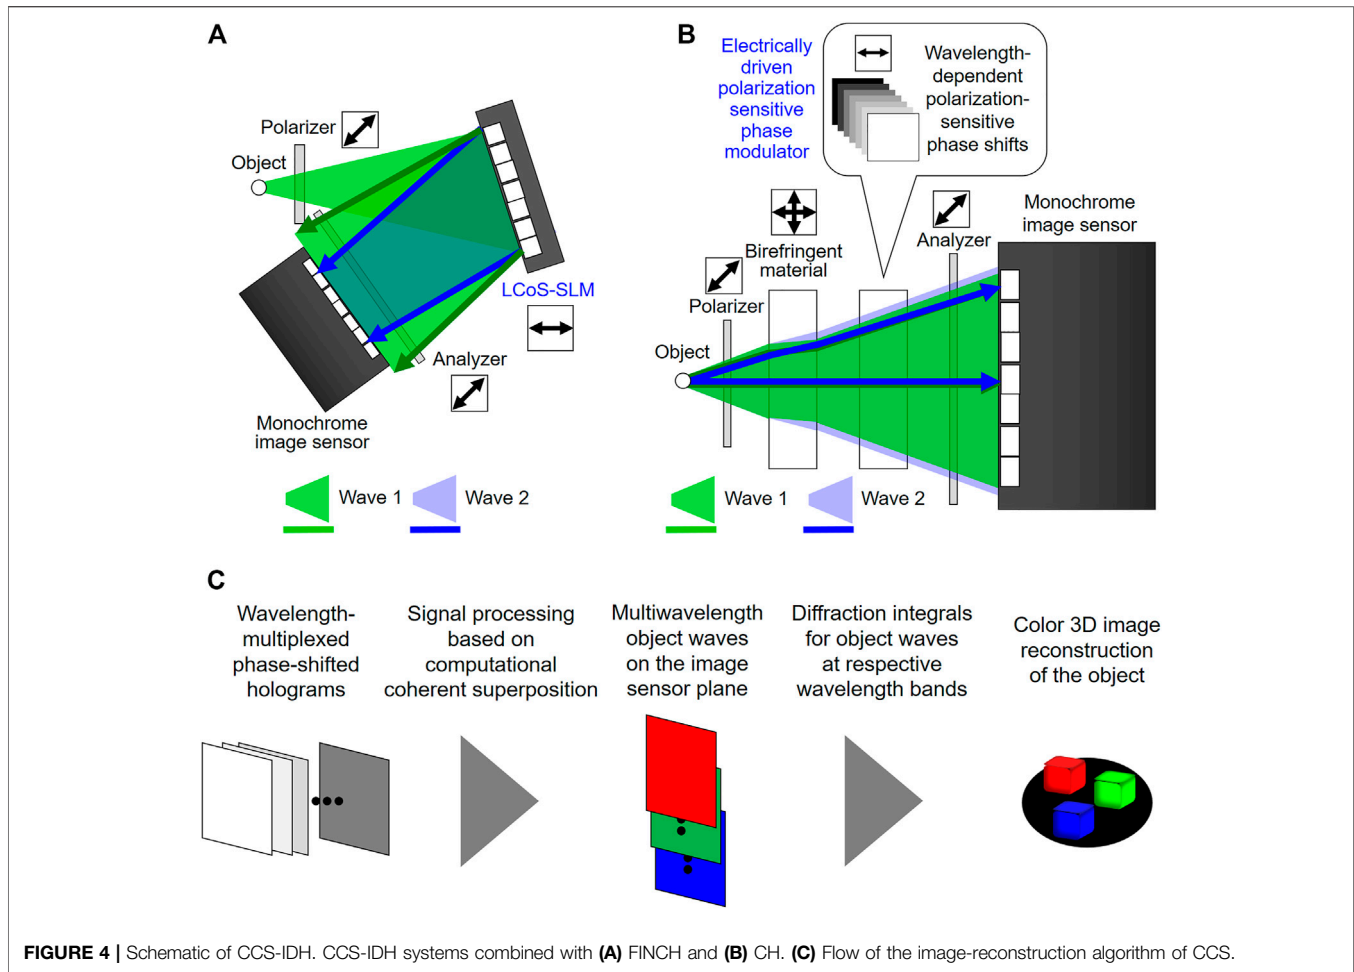 A
Polarizer
Object
LCoS-SLM
Analyzer
Monochrome
image sensor
Wave 1
Wave 2
B
Electrically
driven
polarization
sensitive
phase
modulator
Wavelength-
dependent
polarization-
sensitive
phase shifts
Birefringent
material
Polarizer
Object
Analyzer
Monochrome
image sensor
Wave 1
Wave 2
C
Wavelength-
multiplexed
phase-shifted
holograms
Signal processing
based on
computational
coherent superposition
Multiwavelength
object waves
on the image
sensor plane
Diffraction integrals
for object waves
at respective
wavelength bands
Color 3D image
reconstruction
of the object
FIGURE 4 | Schematic of CCS-IDH. CCS-IDH systems combined with (A) FINCH and (B) CH. (C) Flow of the image-reconstruction algorithm of CCS.